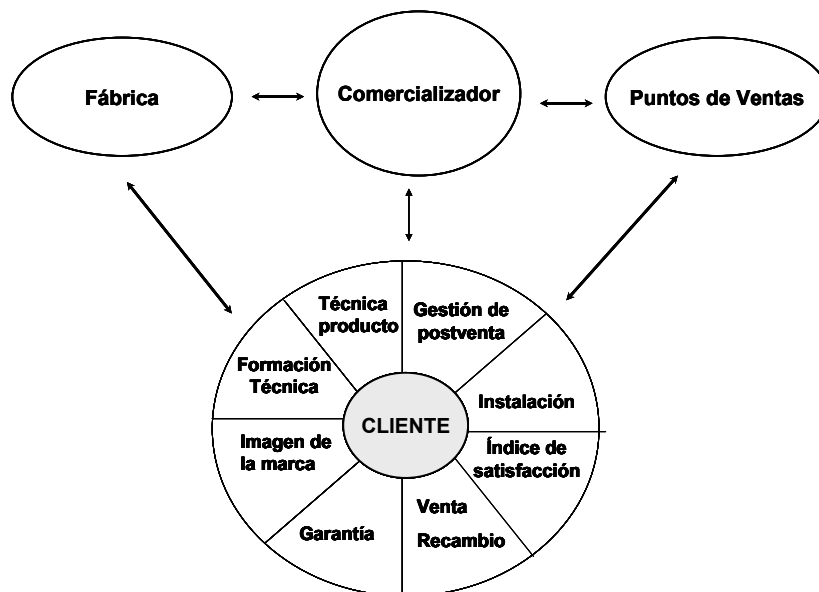 Fábrica
Comercializador
Puntos de Ventas
Técnica
producto
Gestión de
postventa
Formación
Técnica
Instalación
CLIENTE
Imagen de
la marca
Índice de
satisfacción
Garantía
Venta
Recambio